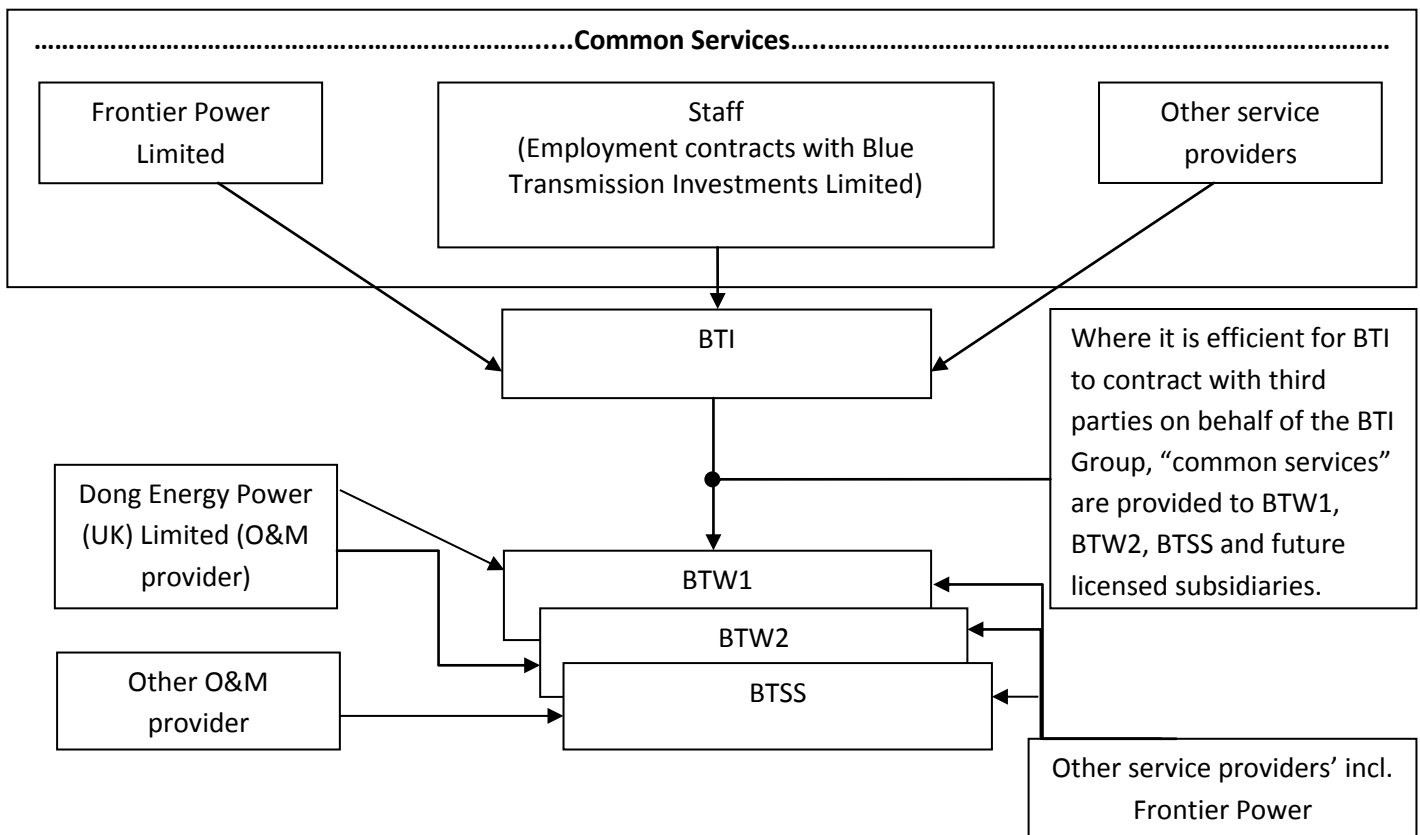 …………………………………………………………….....Common Services…..……………………………………………………………………
Frontier Power
Limited
Staff
(Employment contracts with Blue
Transmission Investments Limited)
Other service
providers
BTI
Where it is efficient for BTI
to contract with third
parties on behalf of the BTI
Group, “common services”
are provided to BTW1,
BTW2, BTSS and future
licensed subsidiaries.
Dong Energy Power
(UK) Limited (O&M
provider)
BTW1
BTW2
BTSS
Other O&M
provider
Other service providers’ incl.
Frontier Power